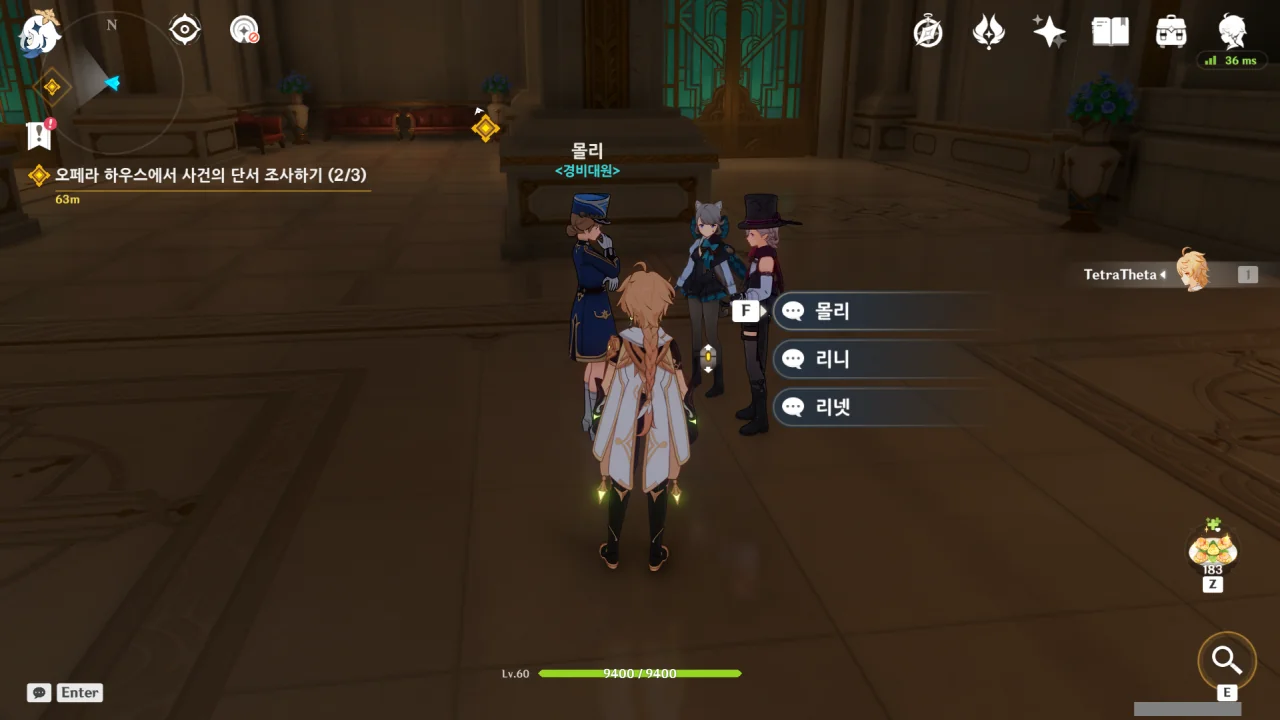 N
36 ms
오페라 하우스에서 사건의 단서 조사하기 (2/3)
63m
몰리
<경비대원>
TetraTheta
1
F
몰리
리니
리넷
183
Z
Lv.60
9400 / 9400
Enter
E